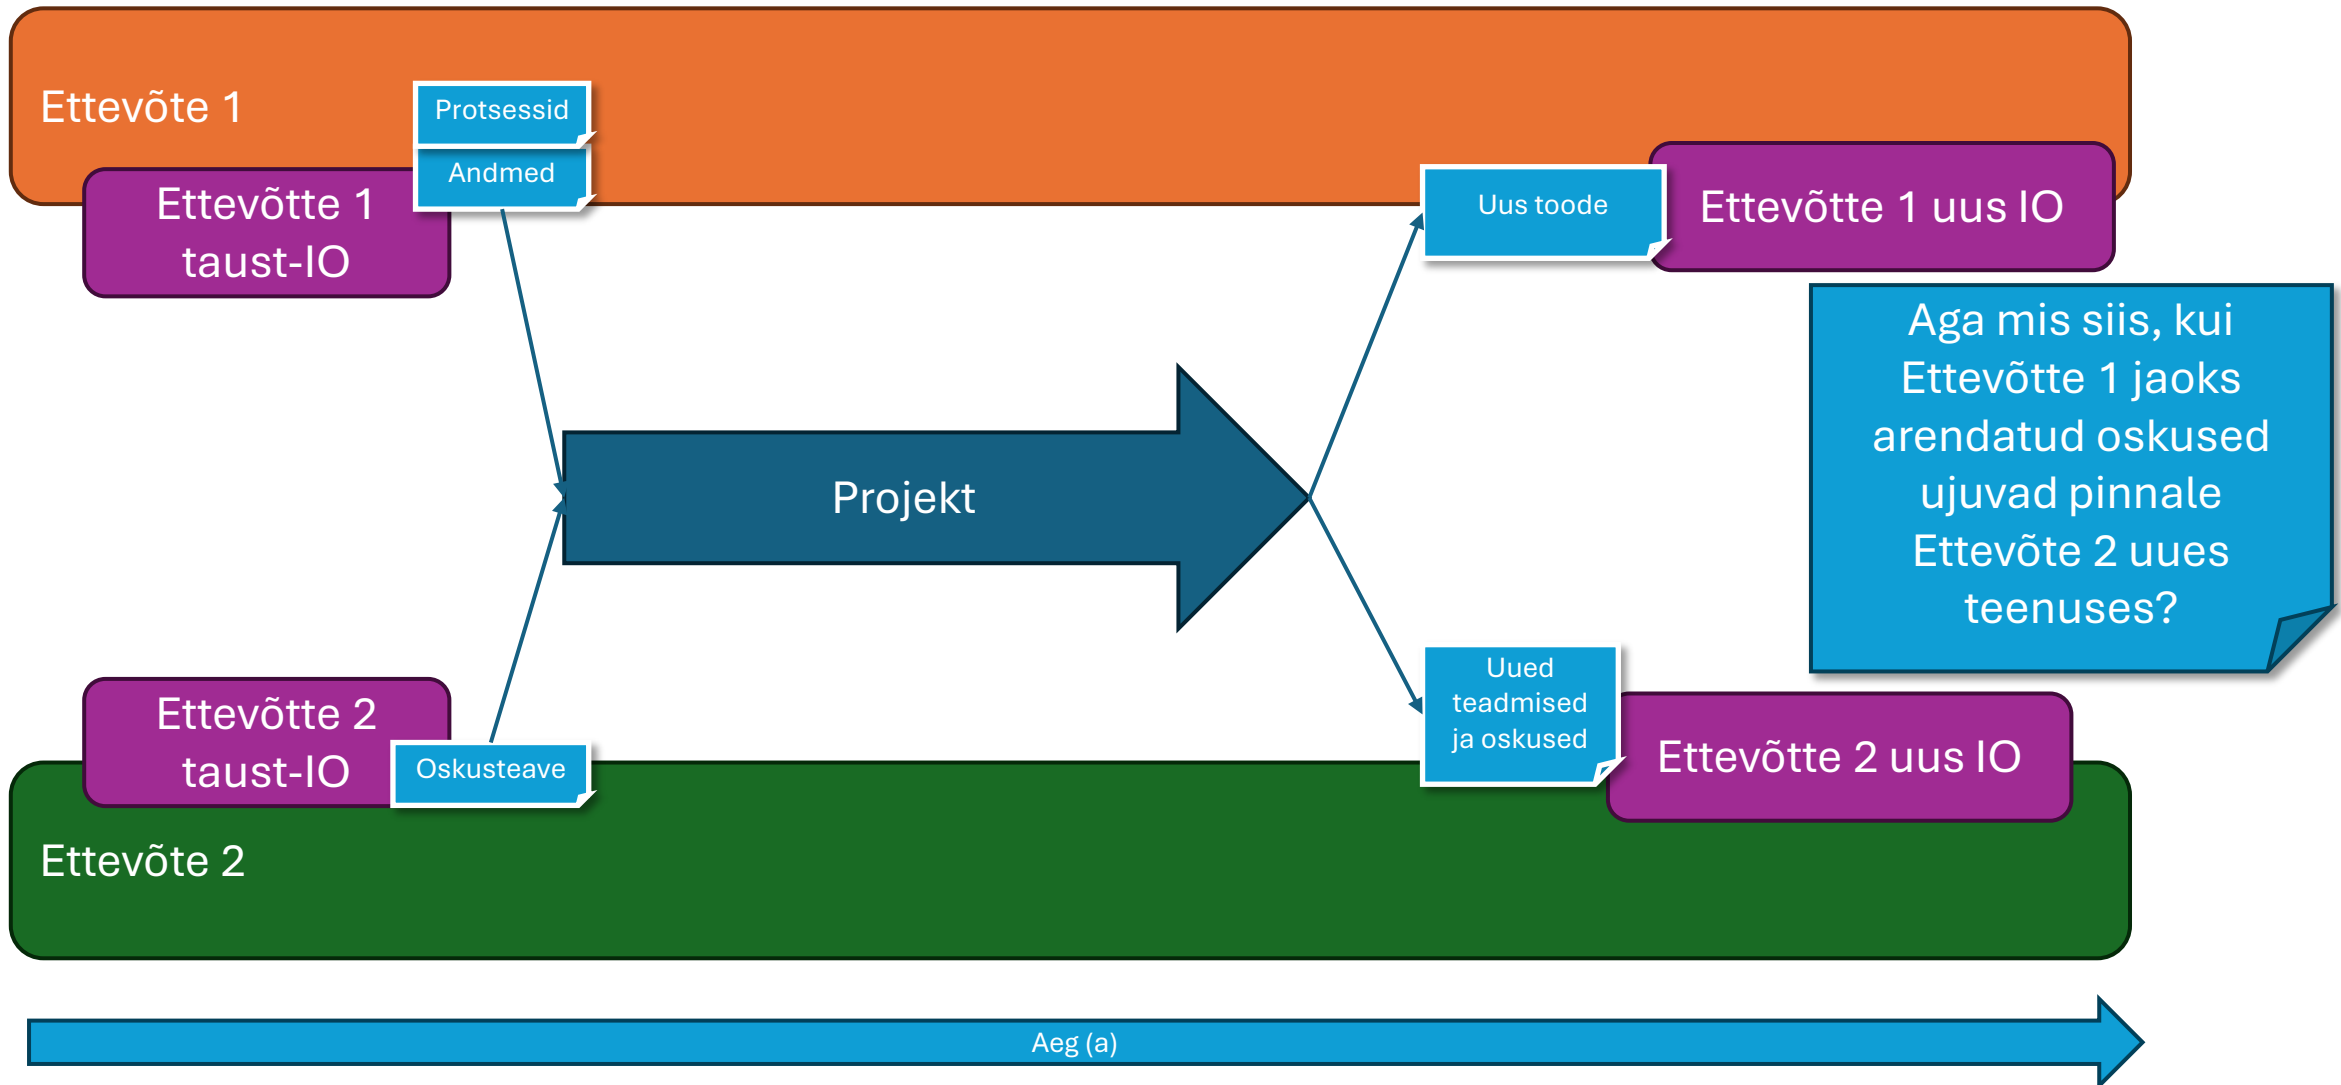 Ettevõte 1
Protsessid
Andmed
Ettevõtte 1
taust-IO
Uus toode
Ettevõtte 1 uus IO
Aga mis siis, kui
Ettevõtte 1 jaoks
arendatud oskused
ujuvad pinnale
Ettevõte 2 uues
teenuses?
Projekt
Ettevõtte 2
taust-IO
Oskusteave
Uued
teadmised
ja oskused
Ettevõtte 2 uus IO
Ettevõte 2
Aeg (a)